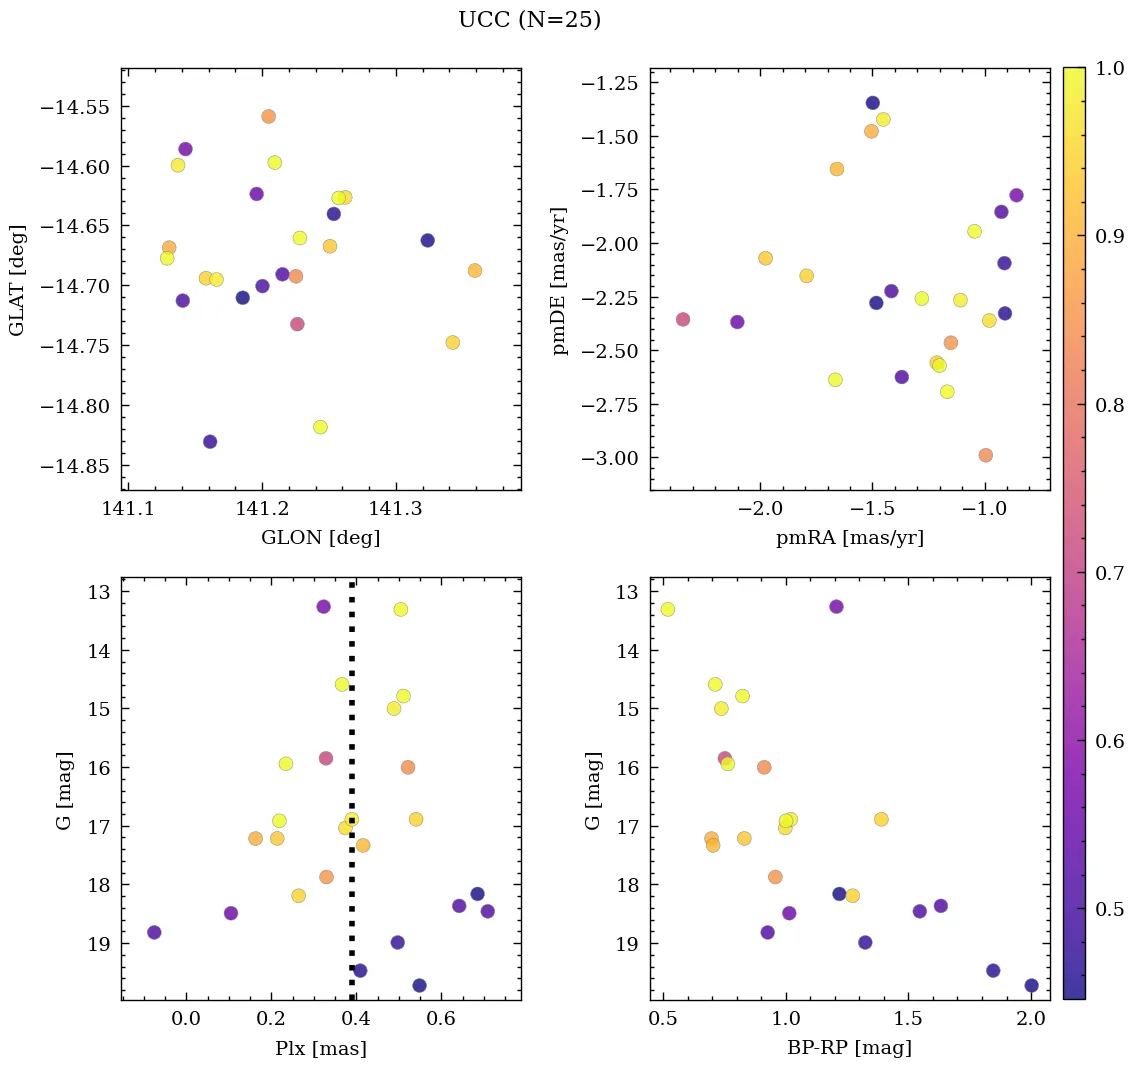 UCC (N=25)
−14.55
−14.60
−14.65
−14.70
−14.75
−14.80
−14.85
GLAT [deg]
141.1 141.2 141.3
GLON [deg]
−1.25
−1.50
−1.75
−2.00
−2.25
−2.50
−2.75
−3.00
pmDE [mas/yr]
−2.0 −1.5 −1.0
pmRA [mas/yr]
1.0
0.9
0.8
0.7
0.6
0.5
13
14
15
16
17
18
19
G [mag]
0.0 0.2 0.4 0.6
Plx [mas]
13
14
15
16
17
18
19
G [mag]
0.5 1.0 1.5 2.0
BP-RP [mag]